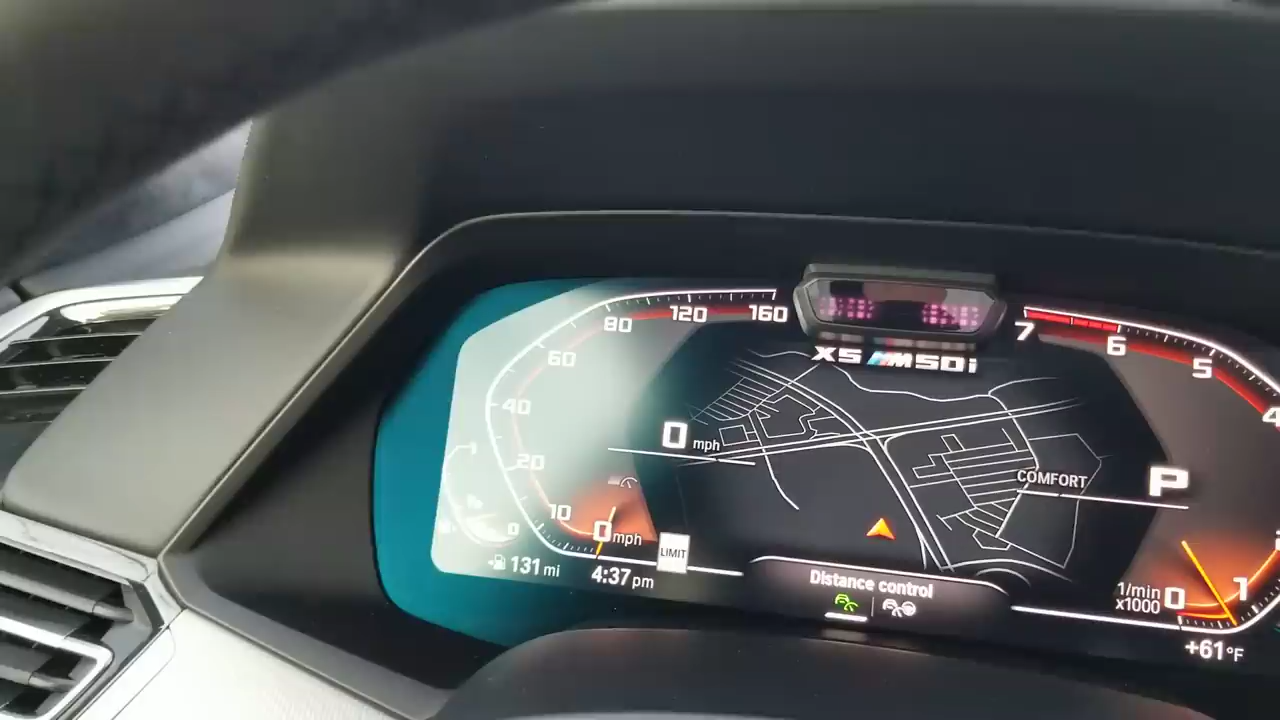 160
120
80
60
40
20
10
0
0 mph
0 mph
LIMIT
131 mi
4:37 pm
X5 M50i
COMFORT
P
Distance control
7
6
5
4
1
0
1/min
x1000
+61°F